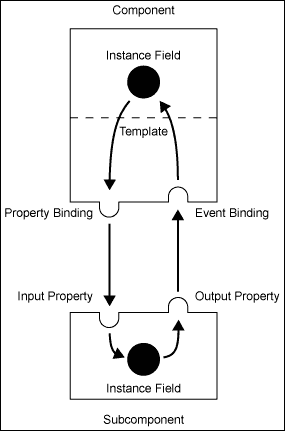 Component
Instance Field
Template
Property Binding
Event Binding
Input Property
Output Property
Instance Field
Subcomponent